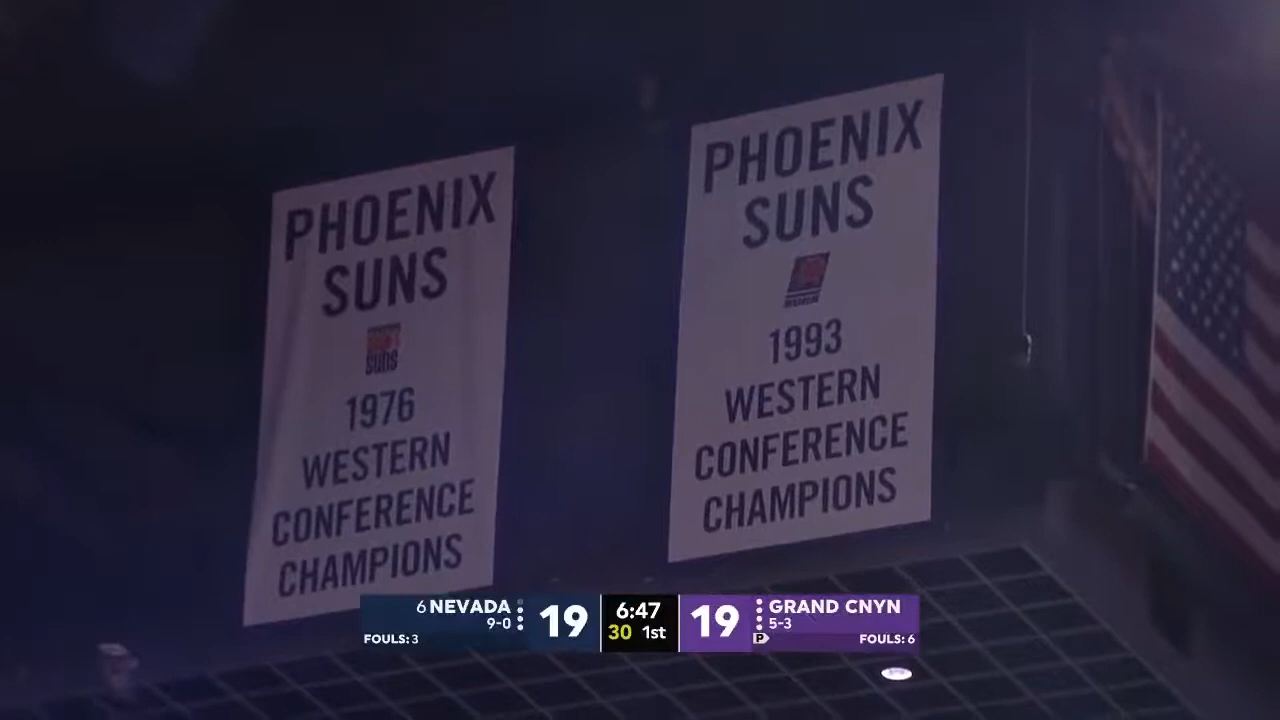 PHOENIX
SUNS
SUNS
1976
WESTERN
CONFERENCE
CHAMPIONS
PHOENIX
SUNS
1993
WESTERN
CONFERENCE
CHAMPIONS
6 NEVADA
9-0
FOULS: 3
19
6:47
30 1st
19
GRAND CNYN
5-3
P
FOULS: 6